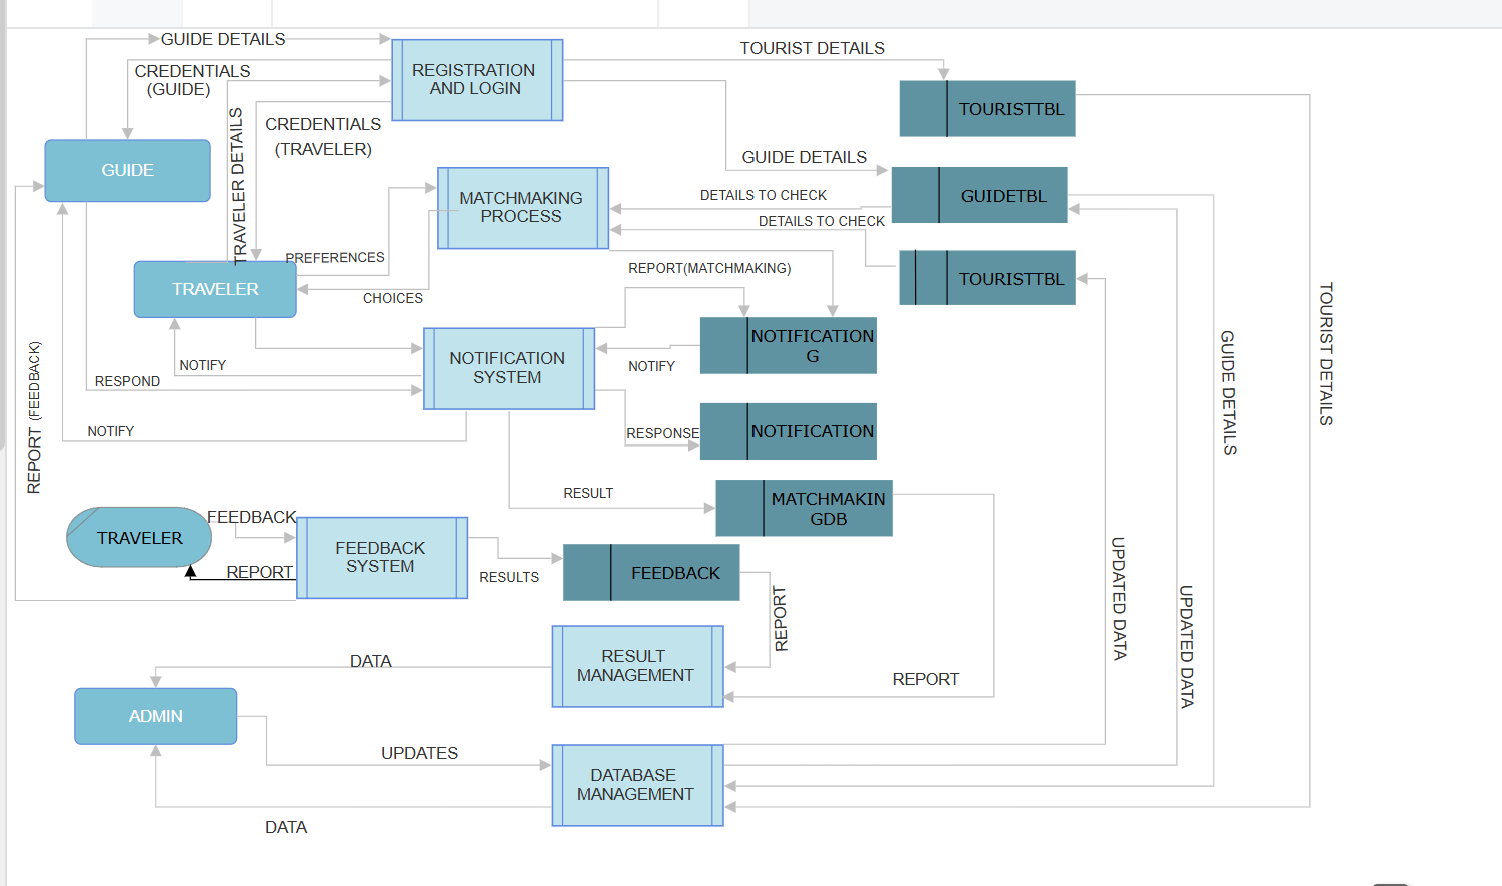 GUIDE DETAILS
TOURIST DETAILS
CREDENTIALS
(GUIDE)
REGISTRATION
AND LOGIN
TOURISTTBL
TRAVELER DETAILS
CREDENTIALS
(TRAVELER)
GUIDE
GUIDE DETAILS
MATCHMAKING
PROCESS
DETAILS TO CHECK
GUIDETBL
DETAILS TO CHECK
PREFERENCES
REPORT(MATCHMAKING)
TOURISTTBL
TRAVELER
CHOICES
NOTIFICATION
G
NOTIFICATION
SYSTEM
NOTIFY
NOTIFY
RESPOND
TOURIST DETAILS
GUIDE DETAILS
REPORT (FEEDBACK)
NOTIFY
RESPONSE
NOTIFICATION
RESULT
MATCHMAKIN
GDB
FEEDBACK
TRAVELER
FEEDBACK
SYSTEM
REPORT
RESULTS
FEEDBACK
UPDATED DATA
UPDATED DATA
REPORT
RESULT
MANAGEMENT
DATA
REPORT
ADMIN
UPDATES
DATABASE
MANAGEMENT
DATA